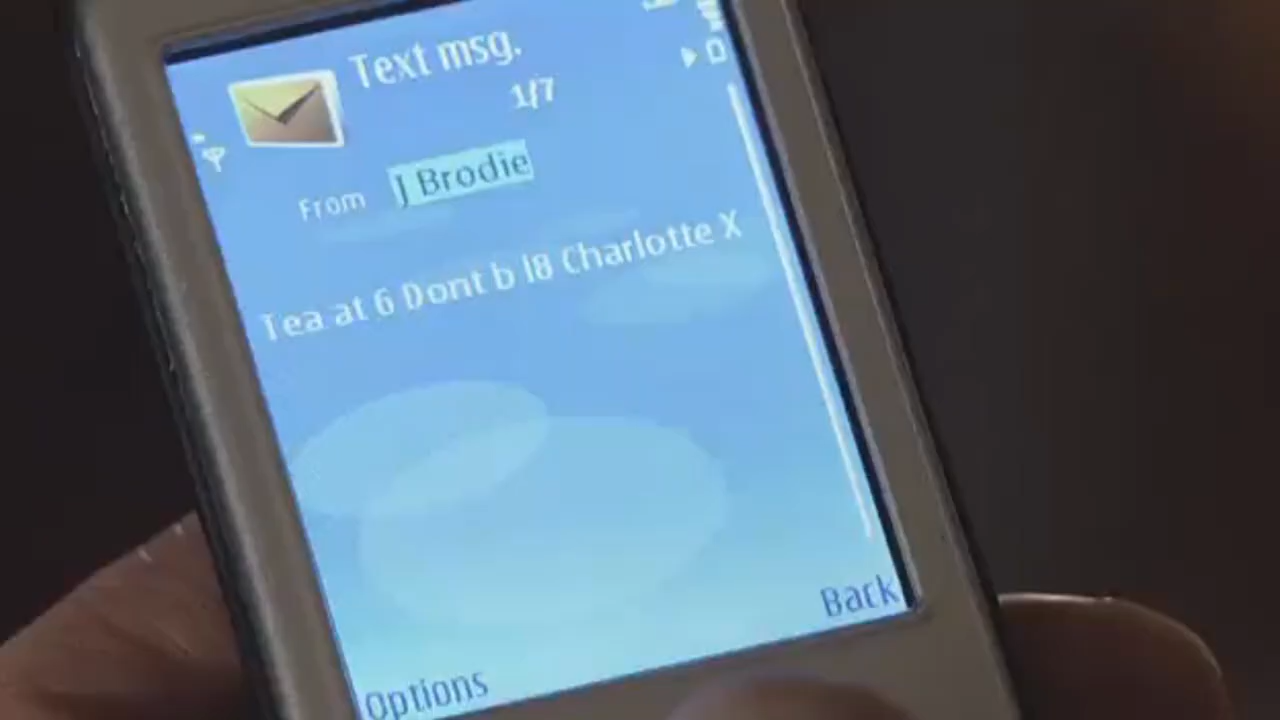 Text msg.
1/7
From J Brodie
Tea at 6 Dont b l8 Charlotte X
Options Back